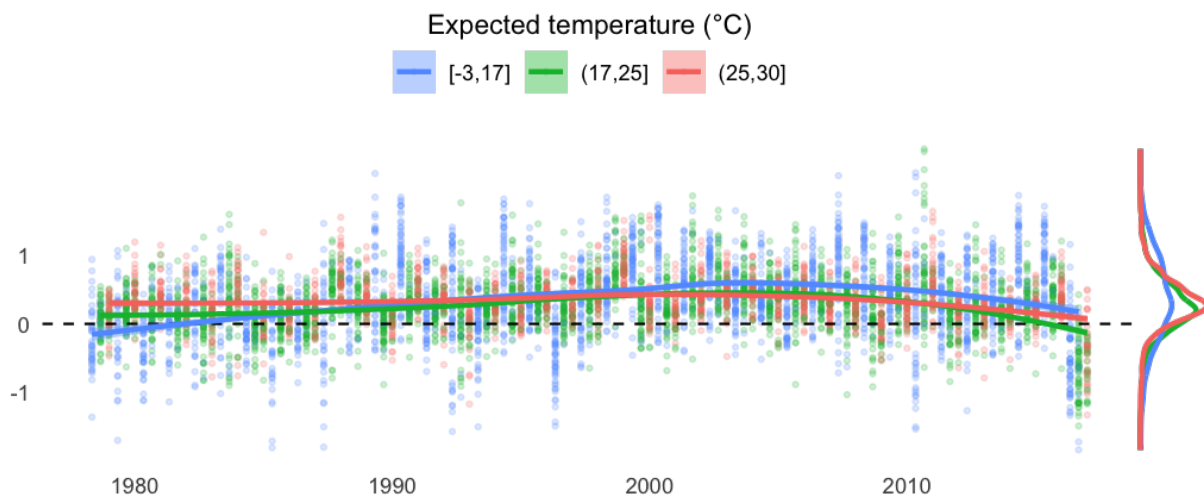 Expected temperature (°C)
[-3,17] (17,25] (25,30]
1
0
-1
1980 1990 2000 2010